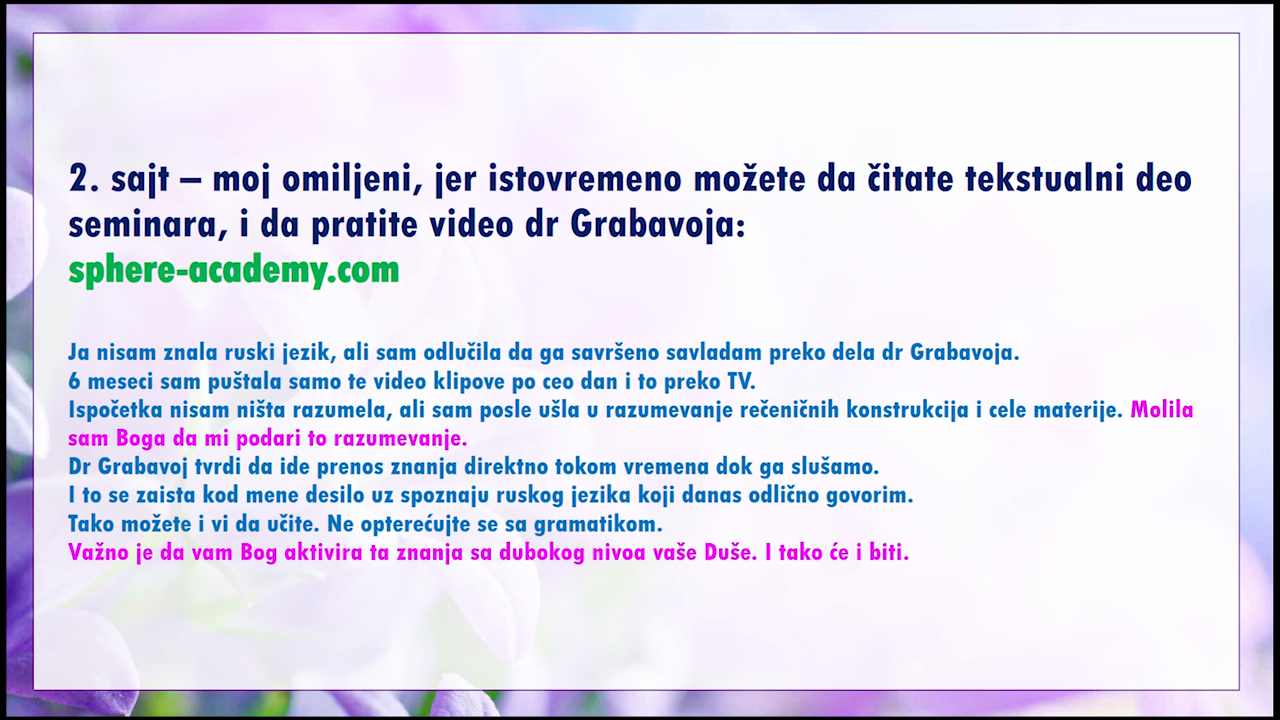 2. sajt – moj omiljeni, jer istovremeno možete da čitate tekstualni deo
seminara, i da pratite video dr Grabavoja:
sphere-academy.com
Ja nisam znala ruski jezik, ali sam odlučila da ga savršeno savladam preko dela dr Grabavoja.
6 meseci sam puštala samo te video klipove po ceo dan i to preko TV.
Ispočetka nisam ništa razumela, ali sam posle ušla u razumevanje rečeničnih konstrukcija i cele materije. Molila
sam Boga da mi podari to razumevanje.
Dr Grabavoj tvrdi da ide prenos znanja direktno tokom vremena dok ga slušamo.
I to se zaista kod mene desilo uz spoznaju ruskog jezika koji danas odlično govorim.
Tako možete i vi da učite. Ne opterećujte se sa gramatikom.
Važno je da vam Bog aktivira ta znanja sa dubokog nivoa vaše Duše. I tako će i biti.